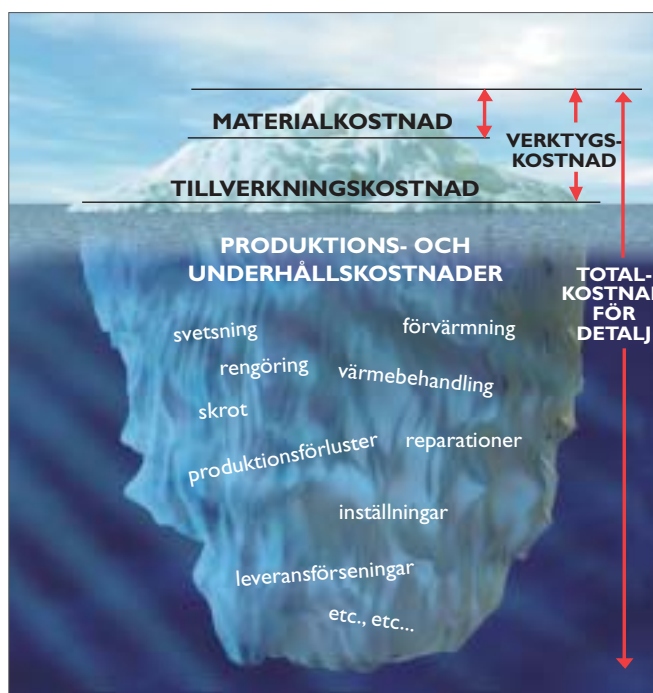 MATERIALKOSTNAD
VERKTYGS-
KOSTNAD
TILLVERKNINGSKOSTNAD
PRODUKTIONS- OCH
UNDERHÅLLSKOSTNADER
TOTAL-
KOSTNAD
FÖR
DETALJ
svetsning
förvärmning
rengöring
värmebehandling
skrot
produktionsförluster
reparationer
inställningar
leveransförseningar
etc., etc...